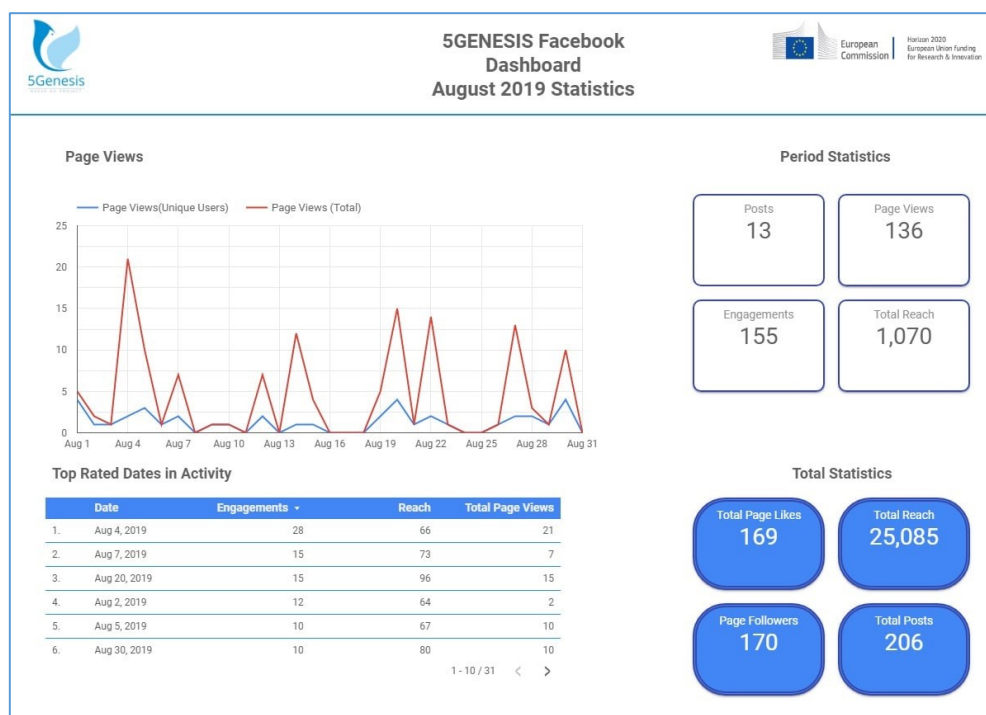 5GENESIS Facebook
Dashboard
August 2019 Statistics
5Genesis
European
Commission
Horizon 2020
European Union funding
for Research & Innovation
Page Views
Page Views(Unique Users)
Page Views (Total)
25
20
15
10
5
0
Aug 1
Aug 4
Aug 7
Aug 10
Aug 13
Aug 16
Aug 19
Aug 22
Aug 25
Aug 28
Aug 31
Period Statistics
Posts
13
Page Views
136
Engagements
155
Total Reach
1,070
Top Rated Dates in Activity
Date Engagements Reach Total Page Views
1. Aug 4, 2019 28 66 21
2. Aug 7, 2019 15 73 7
3. Aug 20, 2019 15 96 15
4. Aug 2, 2019 12 64 2
5. Aug 5, 2019 10 67 10
6. Aug 30, 2019 10 80 10
1 - 10 / 31
Total Statistics
Total Page Likes
169
Total Reach
25,085
Page Followers
170
Total Posts
206